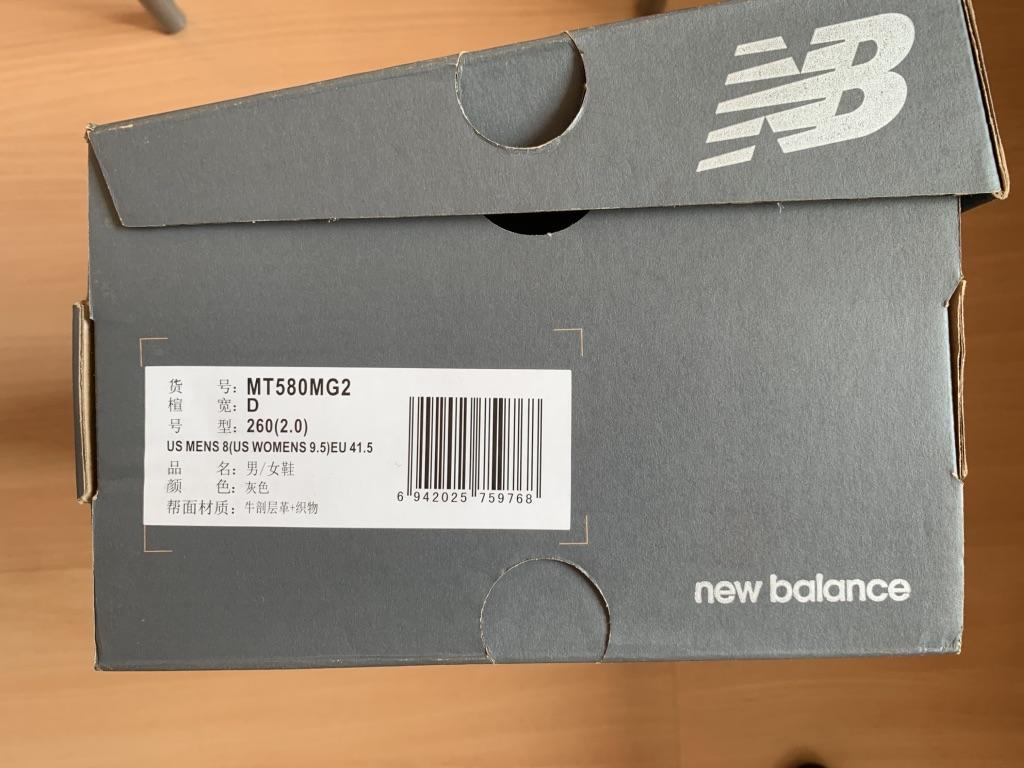 NB
货 号: MT580MG2
楦 宽: D
号 型: 260(2.0)
US MENS 8(US WOMENS 9.5)EU 41.5
品 名: 男/女鞋
颜 色: 灰色
帮面材质: 牛剖层革+织物
6 942025 759768
new balance